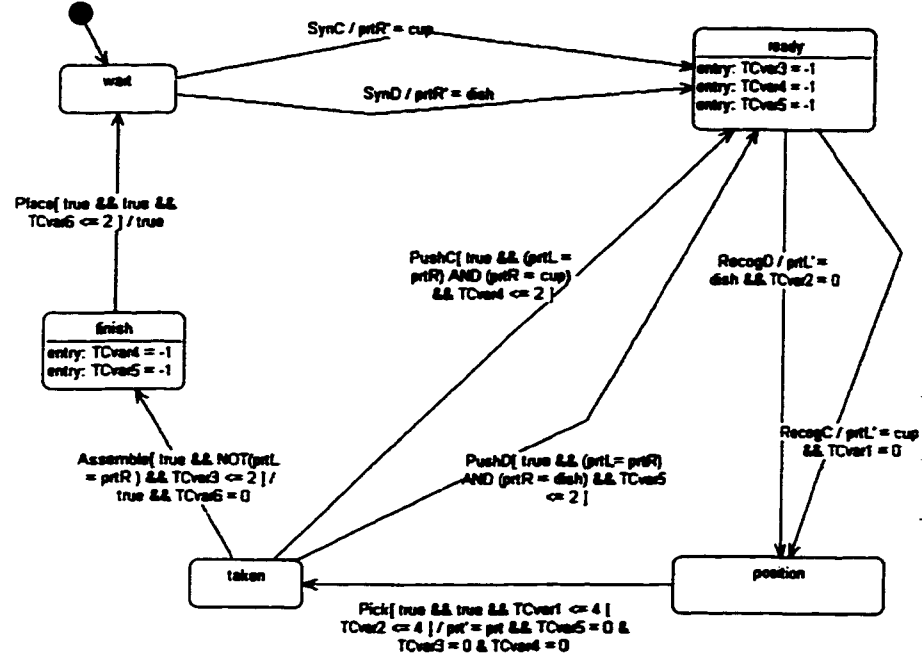 SynC / prtR' = cup
wait
SynD / prtR' = dish
ready
entry: TCvar3 = -1
entry: TCvar4 = -1
entry: TCvar5 = -1
Place[ true && true &&
TCvar6 <= 2 ] / true
PushC[ true && (prtL =
prtR) AND (prtR = cup)
&& TCvar4 <= 2 ]
RecogD / prtL' =
dish && TCvar2 = 0
finish
entry: TCvar4 = -1
entry: TCvar5 = -1
RecogC / prtL' = cup
&& TCvar1 = 0
Assemble[ true && NOT(prtL
= prtR ) && TCvar3 <= 2 ] /
true && TCvar6 = 0
PushD[ true && (prtL= prtR)
AND (prtR = dish) && TCvar5
<= 2 ]
taken
position
Pick[ true && true && TCvar1 <= 4 [
TCvar2 <= 4 ] / prt' = prt && TCvar5 = 0 &
TCvar3 = 0 & TCvar4 = 0